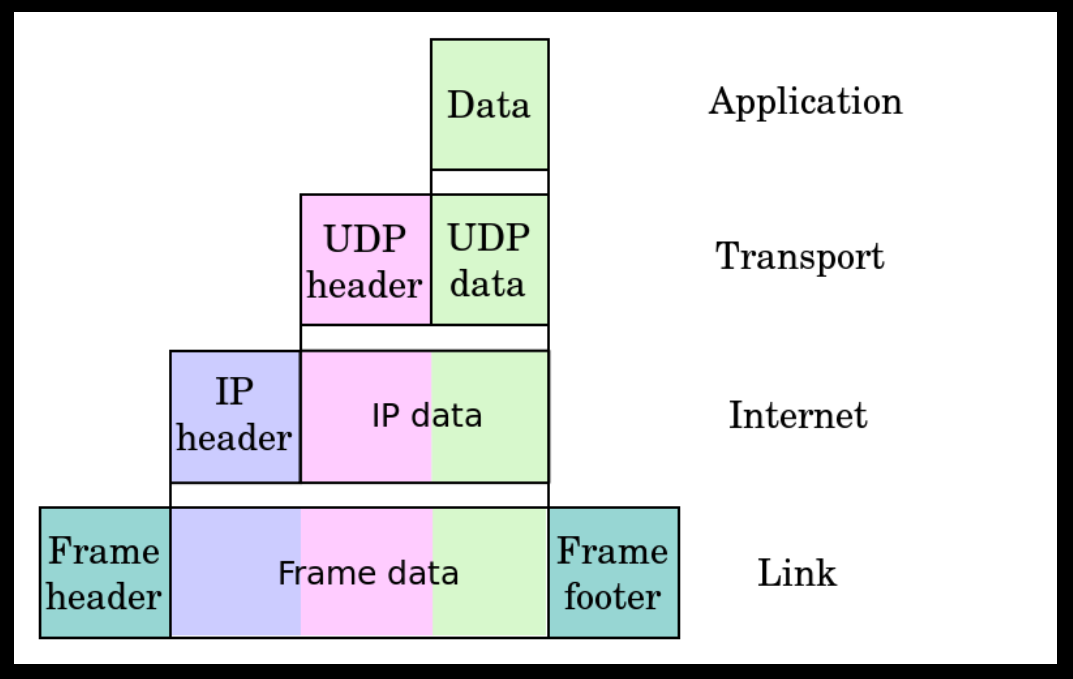 Data
Application
UDP
header
UDP
data
Transport
IP
header
IP data
Internet
Frame
header
Frame data
Frame
footer
Link